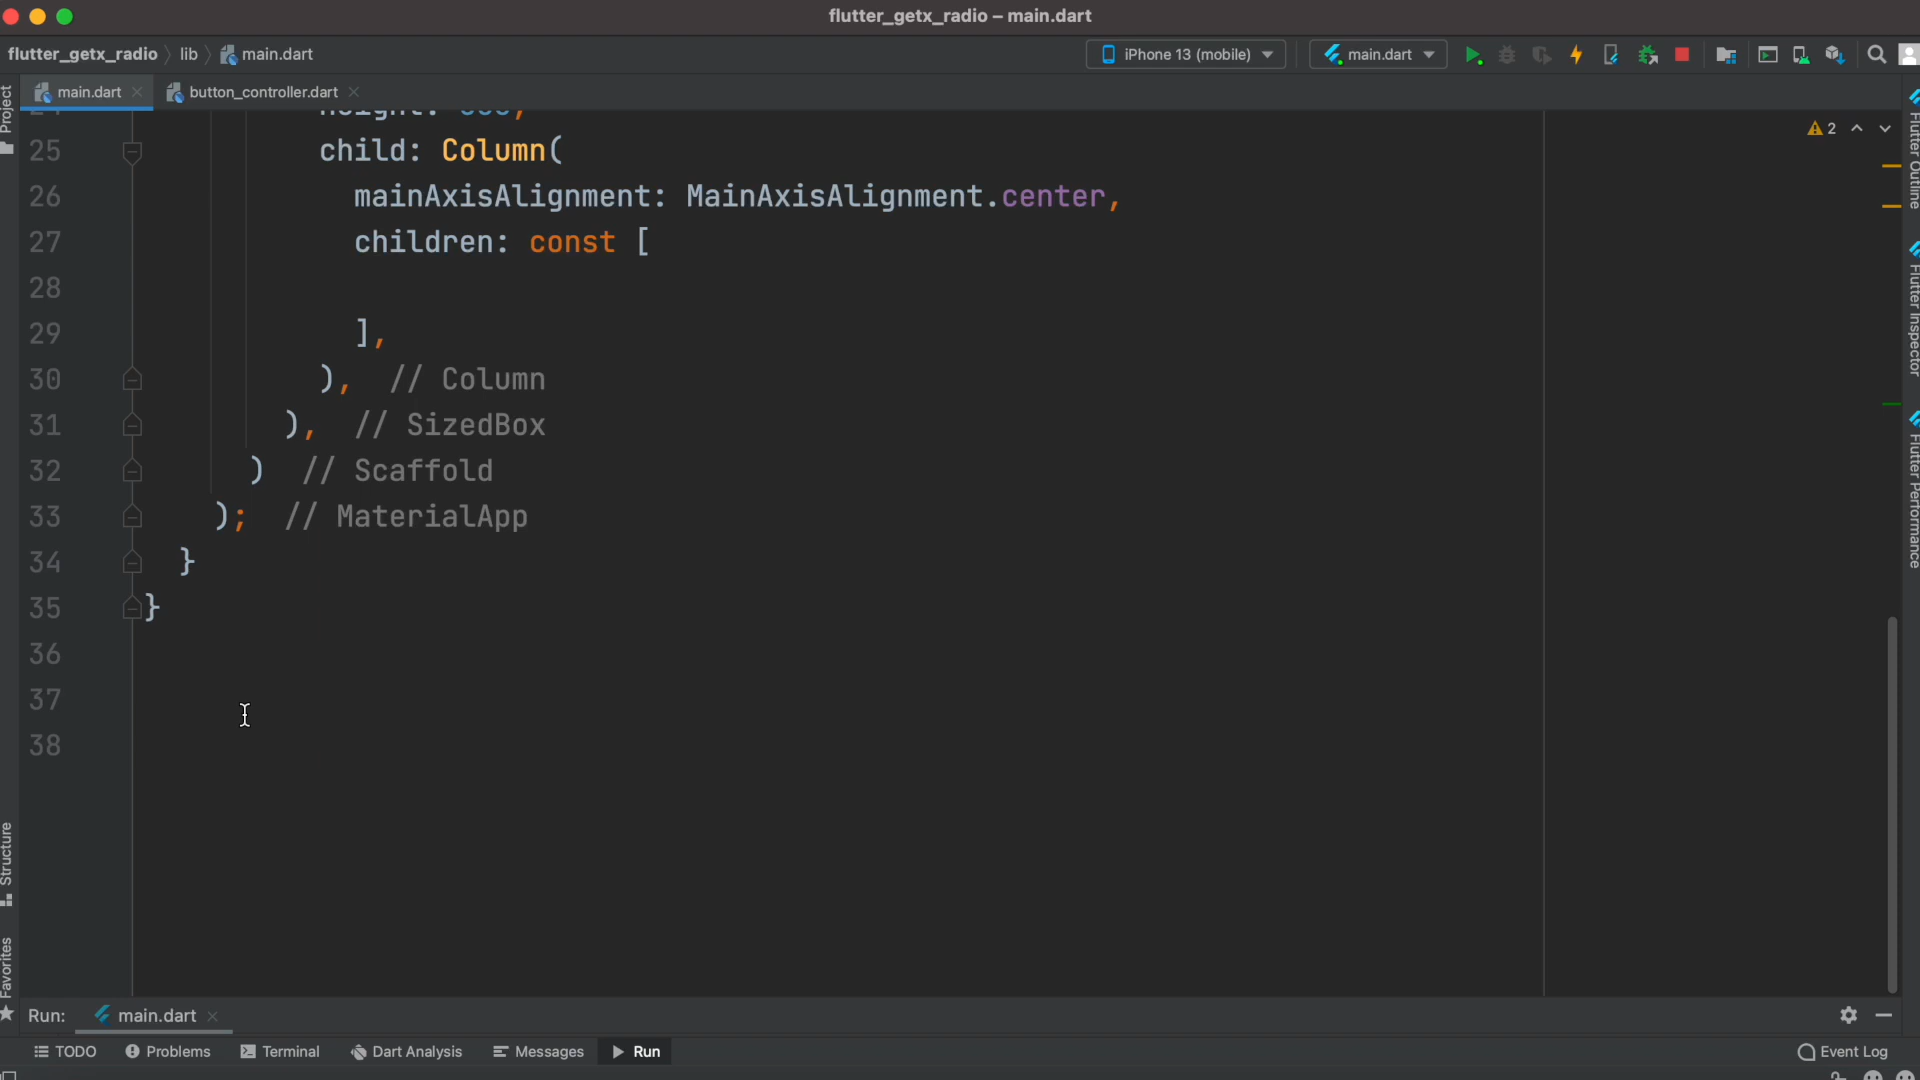 flutter_getx_radio – main.dart
flutter_getx_radio lib main.dart
iPhone 13 (mobile) main.dart
main.dart button_controller.dart
Project
25 child: Column(
26 mainAxisAlignment: MainAxisAlignment.center,
27 children: const [
28
29 ],
30 ), // Column
31 ), // SizedBox
32 ) // Scaffold
33 ); // MaterialApp
34 }
35 }
36
37
38
2
Flutter Outline
Flutter Inspector
Flutter Performance
Structure
Favorites
Run: main.dart
TODO Problems Terminal Dart Analysis Messages Run Event Log